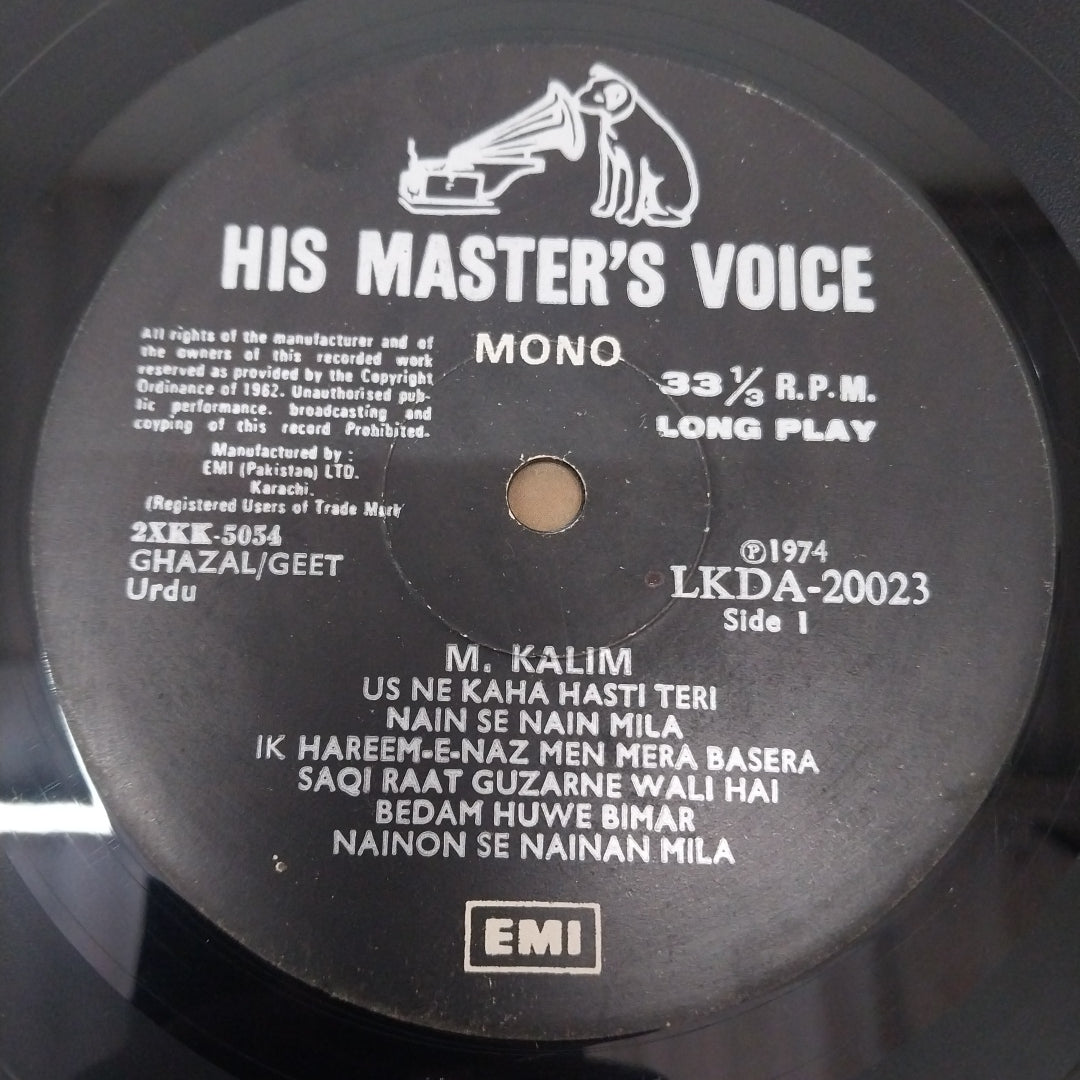 HIS MASTER'S VOICE
MONO
All rights of the manufacturer and of
the owners of this recorded work
reserved as provided by the Copyright
Ordinance of 1962. Unauthorised pub-
lic performance. broadcasting and
coyping of this record Prohibited.
Manufactured by :
EMI (Pakistan) LTD.
Karachi.
(Registered Users of Trade Mark
33 1/3 R.P.M.
LONG PLAY
2XKK-5054
GHAZAL/GEET
Urdu
Ⓟ1974
LKDA-20023
Side 1
M. KALIM
US NE KAHA HASTI TERI
NAIN SE NAIN MILA
IK HAREEM-E-NAZ MEN MERA BASERA
SAQI RAAT GUZARNE WALI HAI
BEDAM HUWE BIMAR
NAINON SE NAINAN MILA
EMI